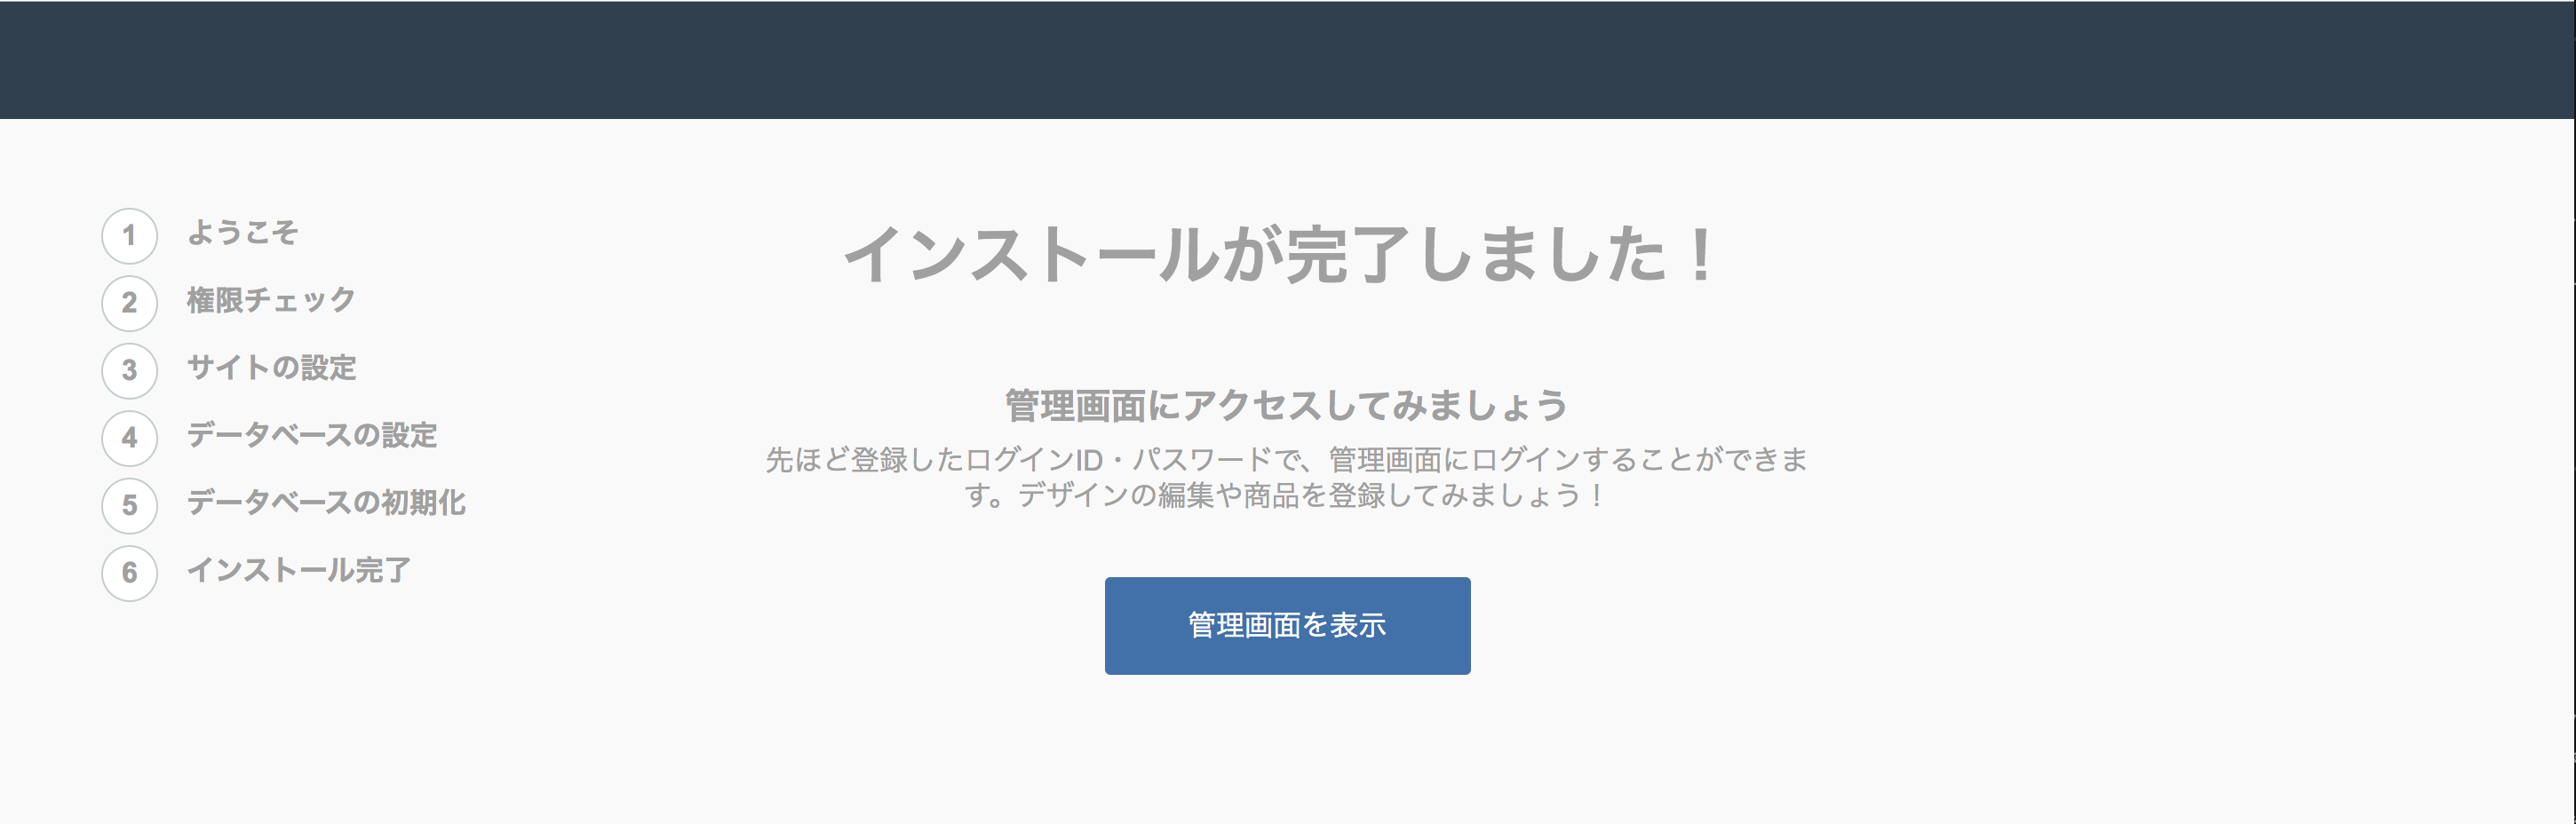 1 ようこそ
2 権限チェック
3 サイトの設定
4 データベースの設定
5 データベースの初期化
6 インストール完了
インストールが完了しました！
管理画面にアクセスしてみましょう
先ほど登録したログインID・パスワードで、管理画面にログインすることができま
す。デザインの編集や商品を登録してみましょう！
管理画面を表示